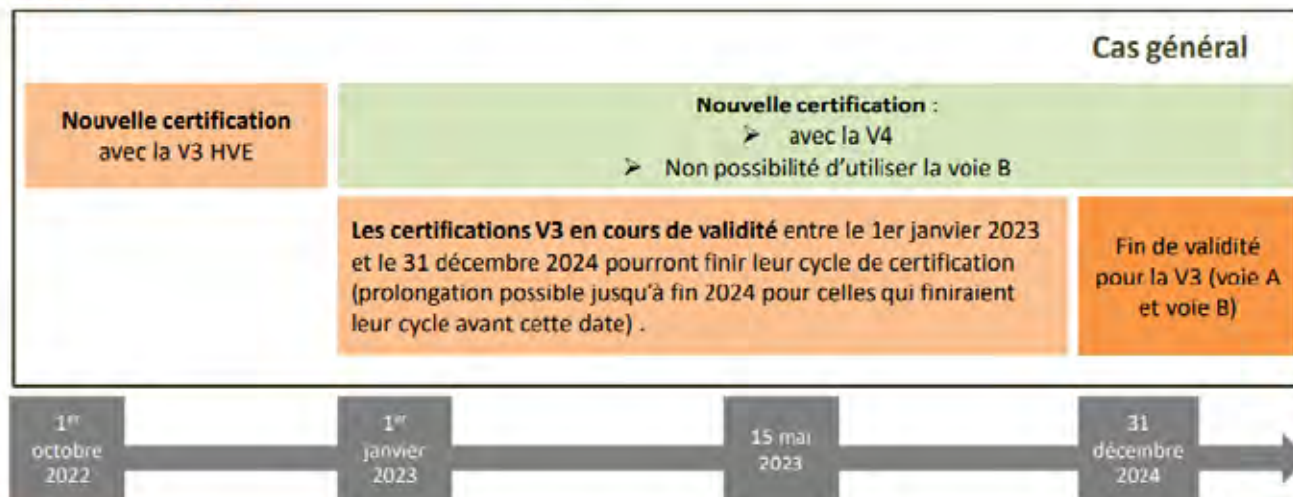 Cas général
Nouvelle certification
avec la V3 HVE
Nouvelle certification :
➢ avec la V4
➢ Non possibilité d'utiliser la voie B
Les certifications V3 en cours de validité entre le 1er janvier 2023
et le 31 décembre 2024 pourront finir leur cycle de certification
(prolongation possible jusqu'à fin 2024 pour celles qui finiraient
leur cycle avant cette date) .
Fin de validité
pour la V3 (voie A
et voie B)
1er
octobre
2022
1er
janvier
2023
15 mai
2023
31
décembre
2024